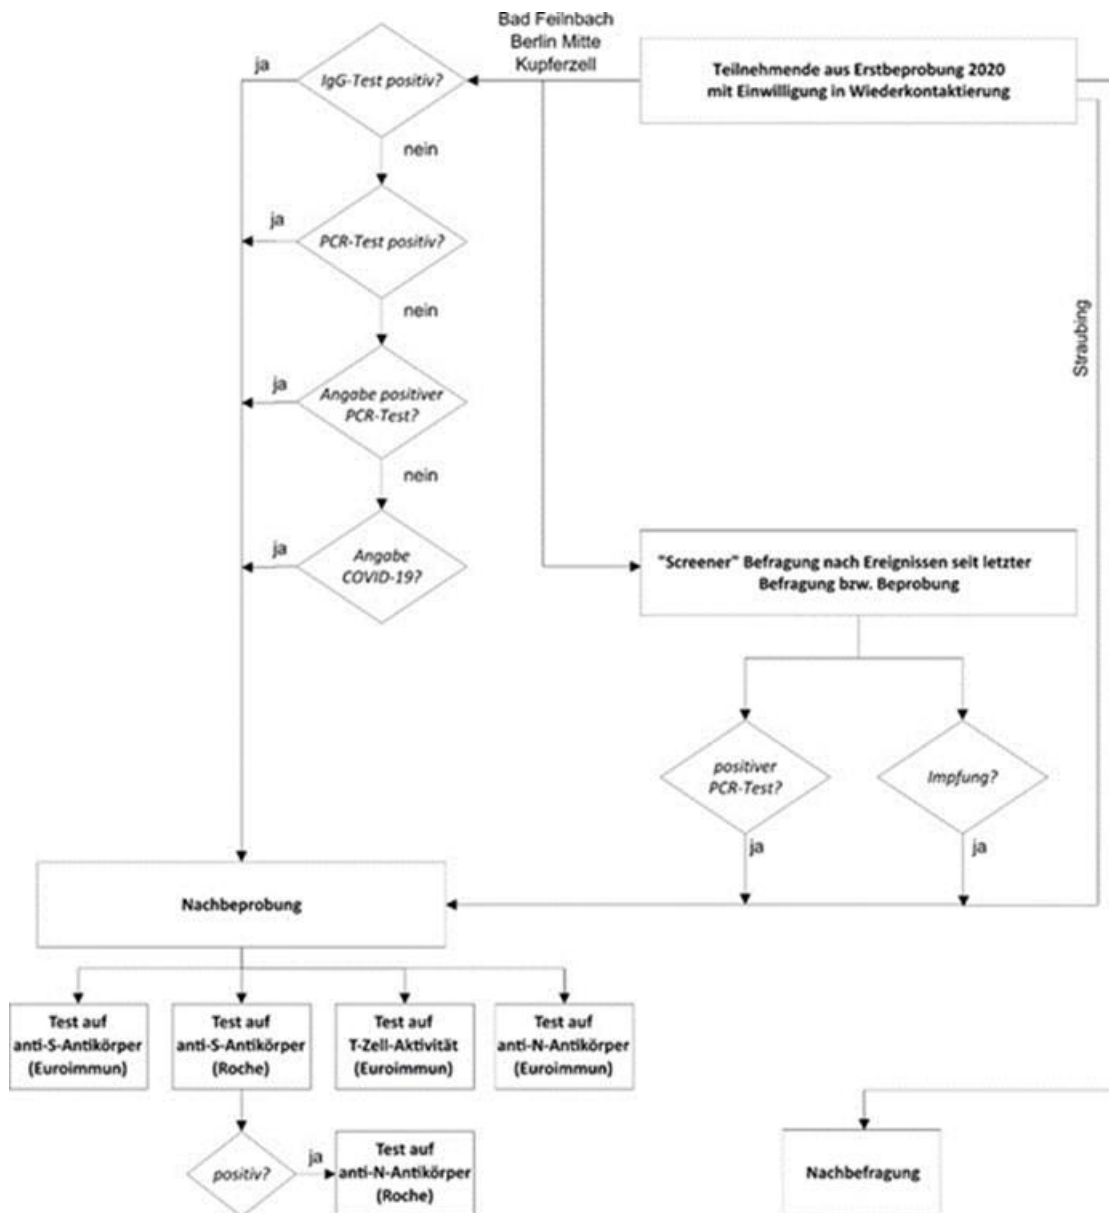 Bad Feilnbach
Berlin Mitte
Kupferzell
Teilnehmende aus Erstbeprobung 2020
mit Einwilligung in Wiederkontaktierung
ja
IgG-Test positiv?
nein
ja
PCR-Test positiv?
nein
Straubing
ja
Angabe positiver
PCR-Test?
nein
ja
Angabe
COVID-19?
"Screener" Befragung nach Ereignissen seit letzter
Befragung bzw. Beprobung
positiver
PCR-Test?
Impfung?
ja
ja
Nachbeprobung
Test auf
anti-S-Antikörper
(Euroimmun)
Test auf
anti-S-Antikörper
(Roche)
Test auf
T-Zell-Aktivität
(Euroimmun)
Test auf
anti-N-Antikörper
(Euroimmun)
positiv?
ja
Test auf
anti-N-Antikörper
(Roche)
Nachbefragung